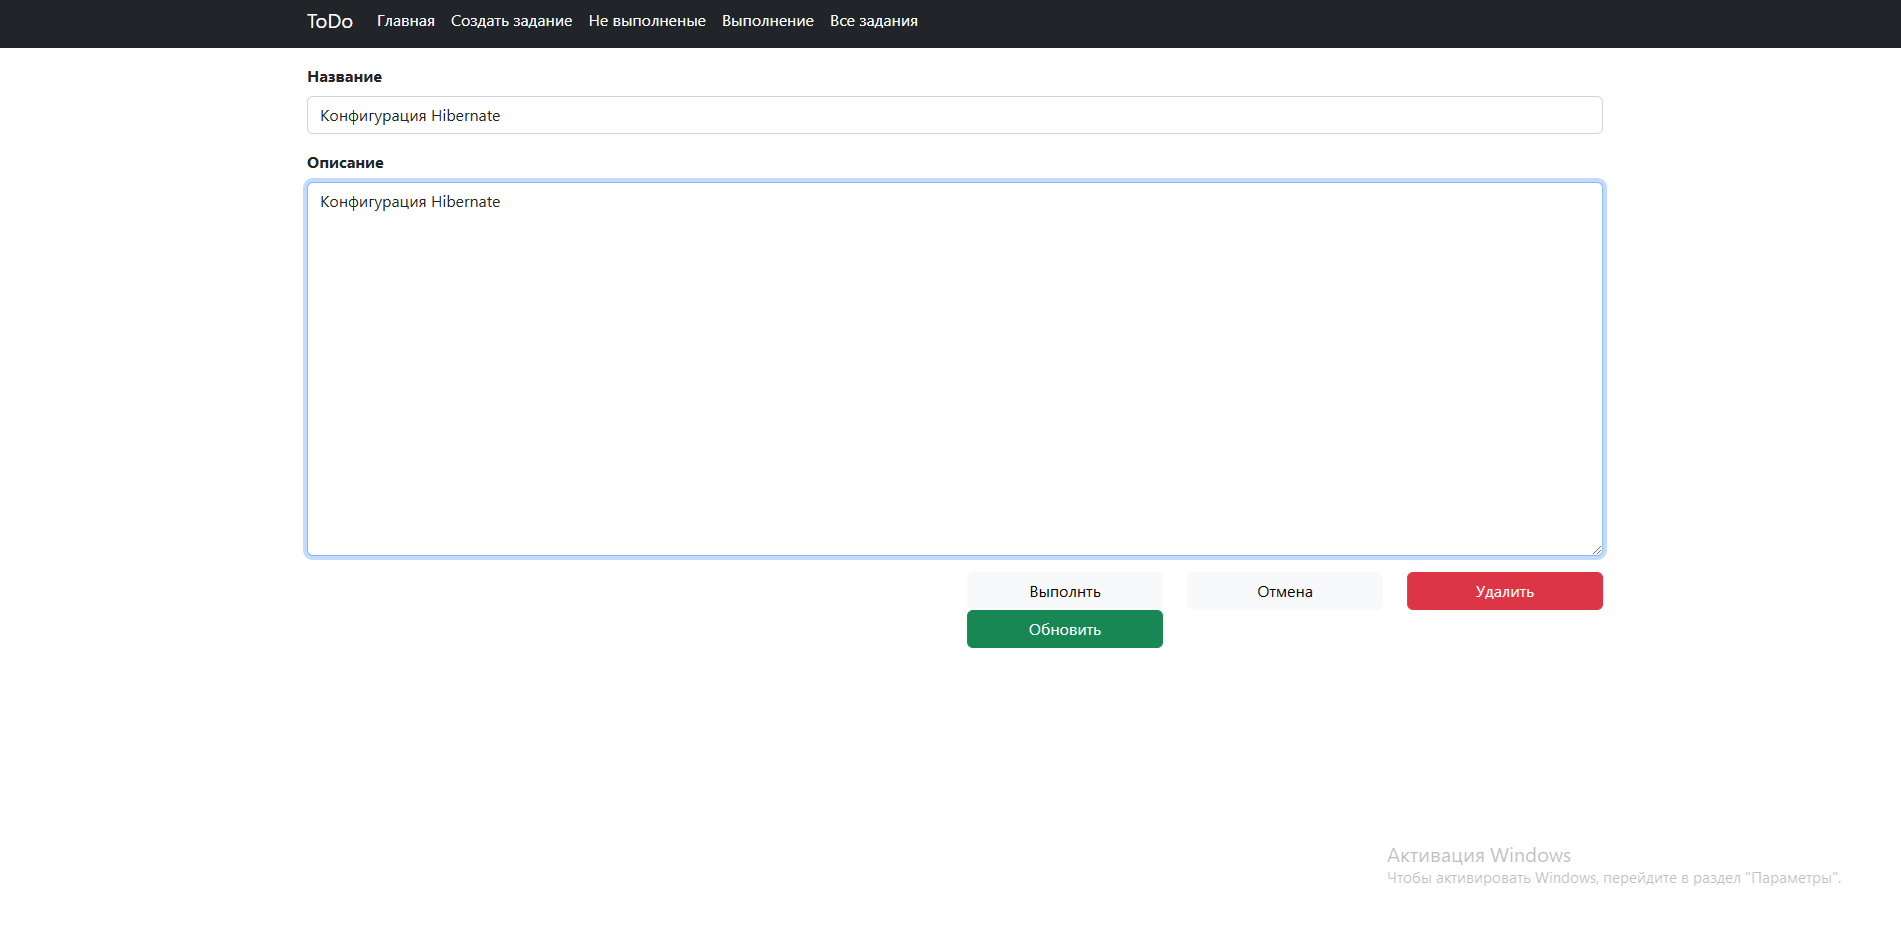 ToDo Главная Создать задание Не выполненые Выполнение Все задания
Название
Конфигурация Hibernate
Описание
Конфигурация Hibernate
Выполнть Отмена Удалить
Обновить
Активация Windows
Чтобы активировать Windows, перейдите в раздел "Параметры".